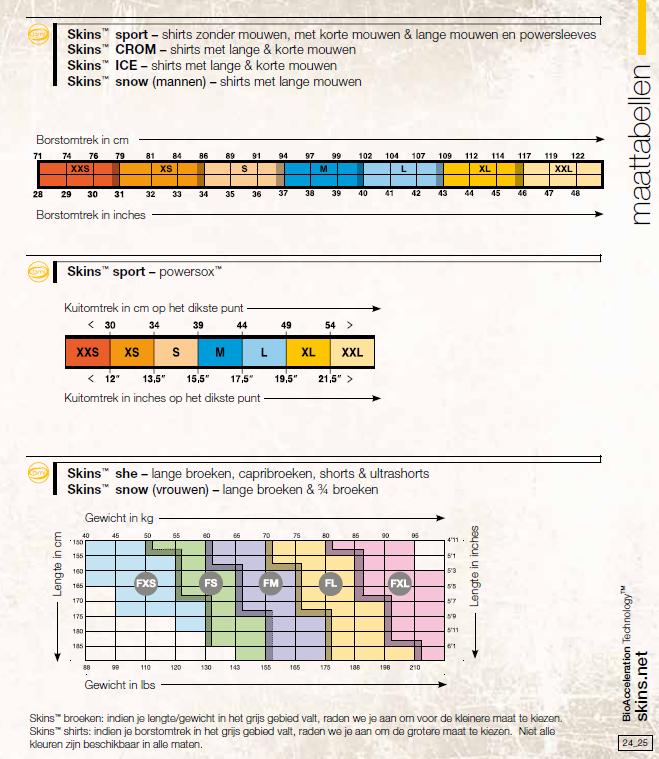 Skins™ sport – shirts zonder mouwen, met korte mouwen & lange mouwen en powersleeves
Skins™ CROM – shirts met lange & korte mouwen
Skins™ ICE – shirts met lange & korte mouwen
Skins™ snow (mannen) – shirts met lange mouwen
maattabellen
Borstomtrek in cm
71 74 76 79 81 84 86 89 91 94 97 99 102 104 107 109 112 114 117 119 122
XXS XS S M L XL XXL
28 29 30 31 32 33 34 35 36 37 38 39 40 41 42 43 44 45 46 47 48
Borstomtrek in inches
Skins™ sport – powersox™
Kuitomtrek in cm op het dikste punt
< 30 34 39 44 49 54 >
XXS XS S M L XL XXL
< 12" 13,5" 15,5" 17,5" 19,5" 21,5" >
Kuitomtrek in inches op het dikste punt
Skins™ she – lange broeken, capribroeken, shorts & ultrashorts
Skins™ snow (vrouwen) – lange broeken & ¾ broeken
Gewicht in kg
40 45 50 55 60 65 70 75 80 85 90 95
Lengte in cm
150
155
160
165
170
175
180
185
FXS FS FM FL FXL
4'11
5'1
5'3
5'5
5'7
5'9
5'11
6'1
Lengte in inches
88 99 110 120 130 143 155 165 175 188 198 210
Gewicht in lbs
Skins™ broeken: indien je lengte/gewicht in het grijs gebied valt, raden we je aan om voor de kleinere maat te kiezen.
Skins™ shirts: indien je borstomtrek in het grijs gebied valt, raden we je aan om de grotere maat te kiezen. Niet alle
kleuren zijn beschikbaar in alle maten.
BioAcceleration Technology™
skins.net
24_25